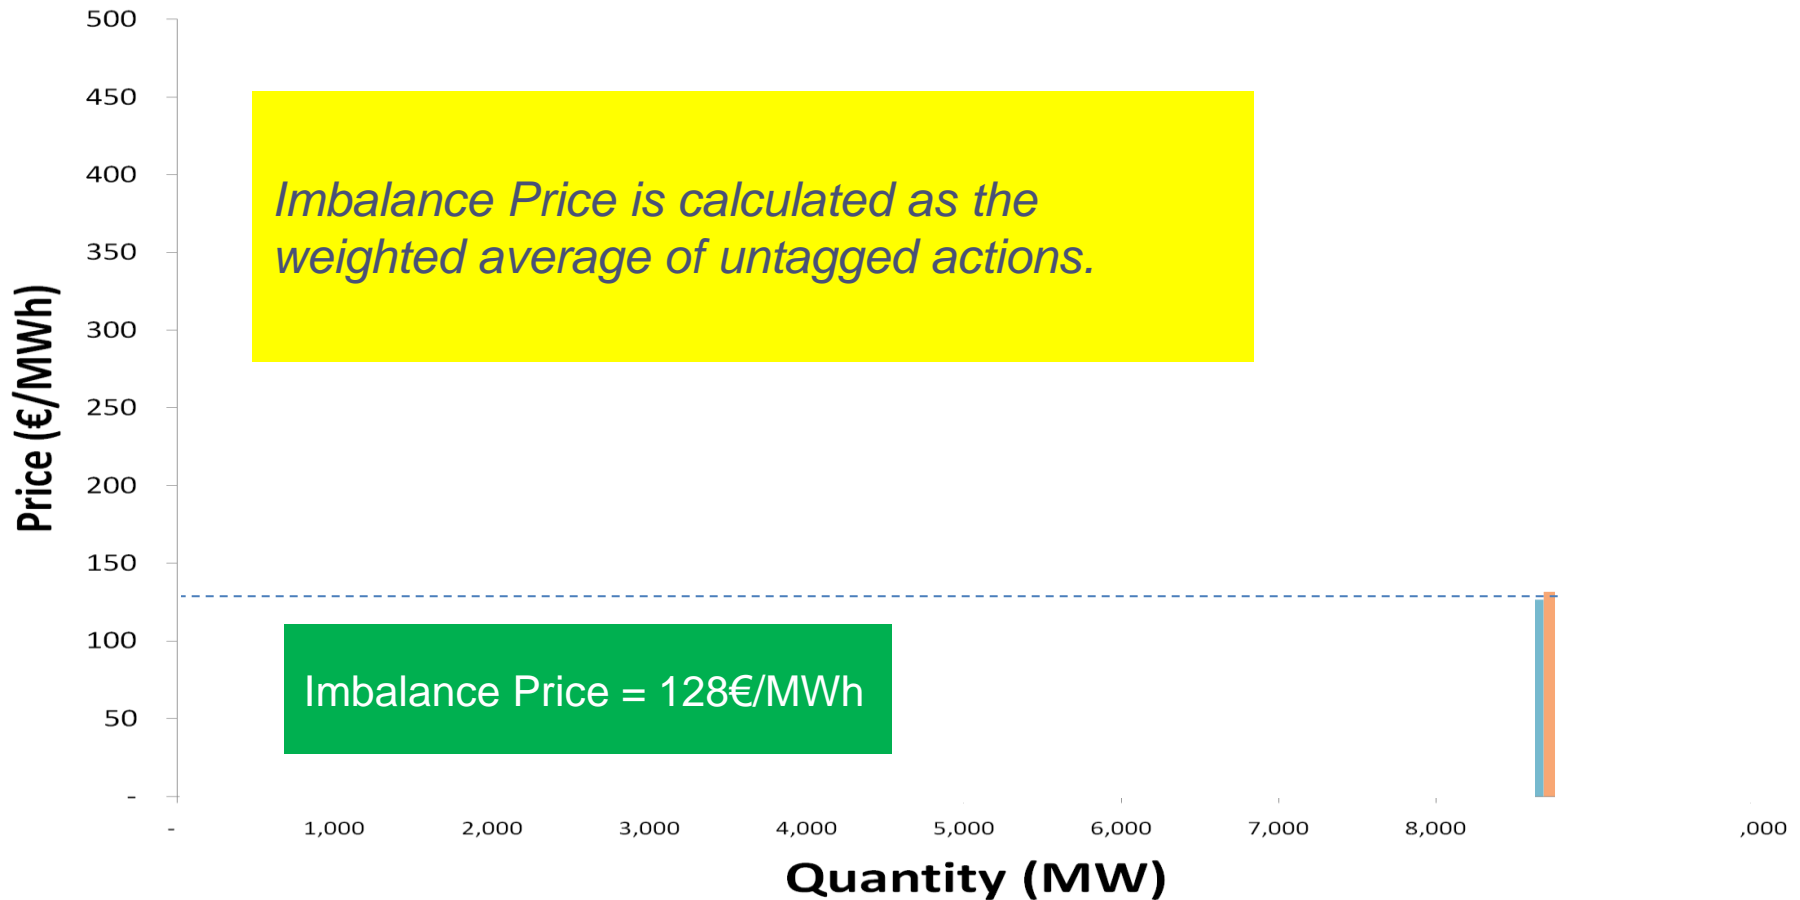 500
450
400
350
300
250
200
150
100
50
-
Price (€/MWh)
Imbalance Price is calculated as the
weighted average of untagged actions.
Imbalance Price = 128€/MWh
- 1,000 2,000 3,000 4,000 5,000 6,000 7,000 8,000 ,000
Quantity (MW)